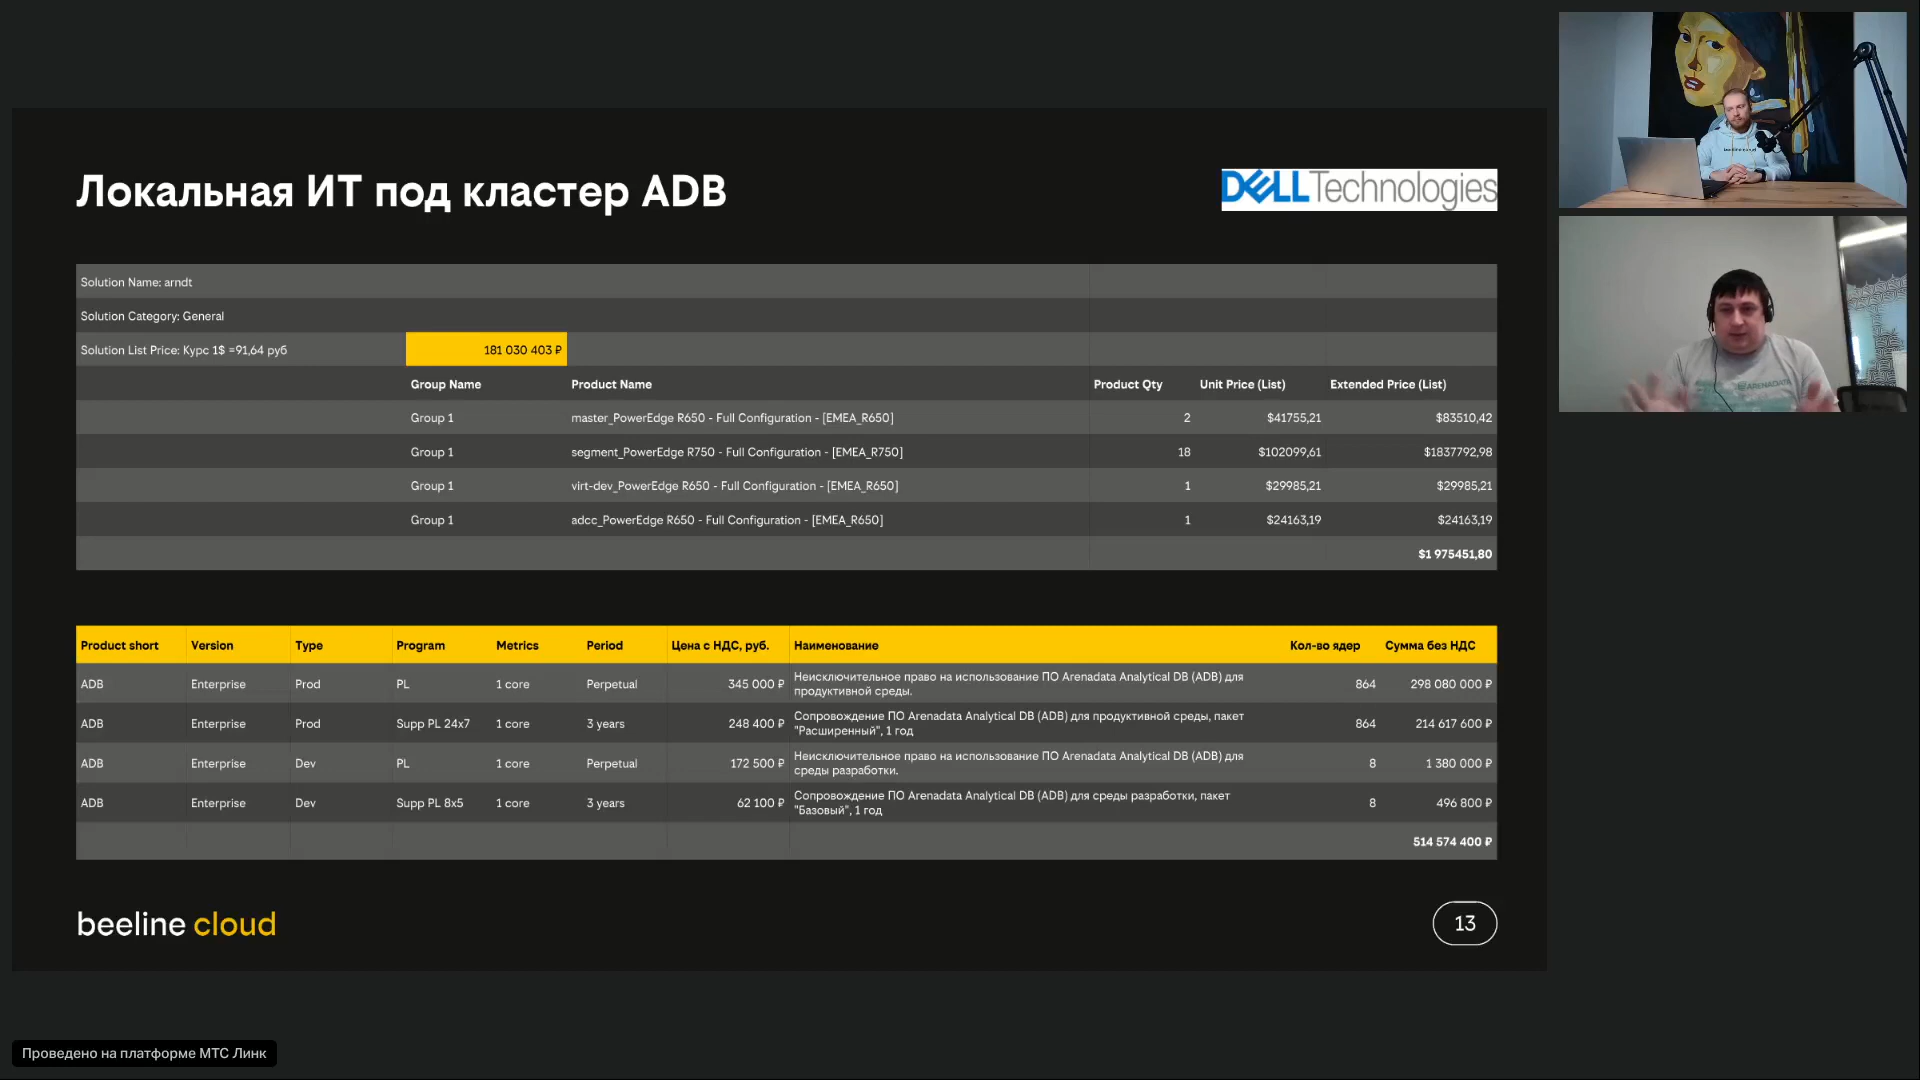 Локальная ИТ под кластер ADB
DELL Technologies
Solution Name: arndt
Solution Category: General
Solution List Price: Курс 1$ =91,64 руб 181 030 403 ₽
Group Name Product Name Product Qty Unit Price (List) Extended Price (List)
Group 1 master_PowerEdge R650 - Full Configuration - [EMEA_R650] 2 $41755,21 $83510,42
Group 1 segment_PowerEdge R750 - Full Configuration - [EMEA_R750] 18 $102099,61 $1837792,98
Group 1 virt-dev_PowerEdge R650 - Full Configuration - [EMEA_R650] 1 $29985,21 $29985,21
Group 1 adcc_PowerEdge R650 - Full Configuration - [EMEA_R650] 1 $24163,19 $24163,19
$1 975451,80
Product short Version Type Program Metrics Period Цена с НДС, руб. Наименование Кол-во ядер Сумма без НДС
ADB Enterprise Prod PL 1 core Perpetual 345 000 ₽ Неисключительное право на использование ПО Arenadata Analytical DB (ADB) для
продуктивной среды. 864 298 080 000 ₽
ADB Enterprise Prod Supp PL 24x7 1 core 3 years 248 400 ₽ Сопровождение ПО Arenadata Analytical DB (ADB) для продуктивной среды, пакет
"Расширенный", 1 год 864 214 617 600 ₽
ADB Enterprise Dev PL 1 core Perpetual 172 500 ₽ Неисключительное право на использование ПО Arenadata Analytical DB (ADB) для
среды разработки. 8 1 380 000 ₽
ADB Enterprise Dev Supp PL 8x5 1 core 3 years 62 100 ₽ Сопровождение ПО Arenadata Analytical DB (ADB) для среды разработки, пакет
"Базовый", 1 год 8 496 800 ₽
514 574 400 ₽
beeline cloud
13
Проведено на платформе МТС Линк
ARENADATA